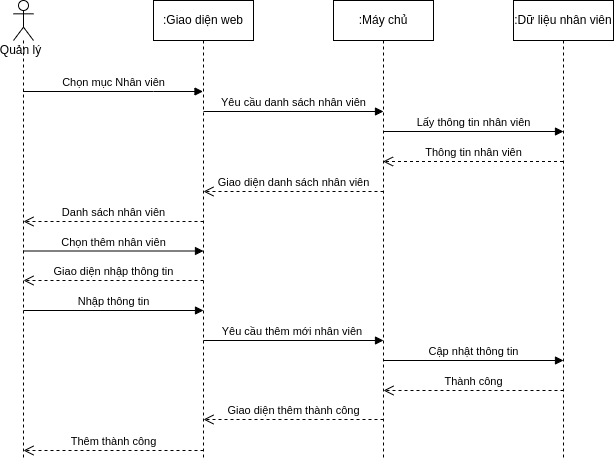 :Giao diện web
:Máy chủ
:Dữ liệu nhân viên
Quản lý
Chọn mục Nhân viên
Yêu cầu danh sách nhân viên
Lấy thông tin nhân viên
Thông tin nhân viên
Giao diện danh sách nhân viên
Danh sách nhân viên
Chọn thêm nhân viên
Giao diện nhập thông tin
Nhập thông tin
Yêu cầu thêm mới nhân viên
Cập nhật thông tin
Thành công
Giao diện thêm thành công
Thêm thành công